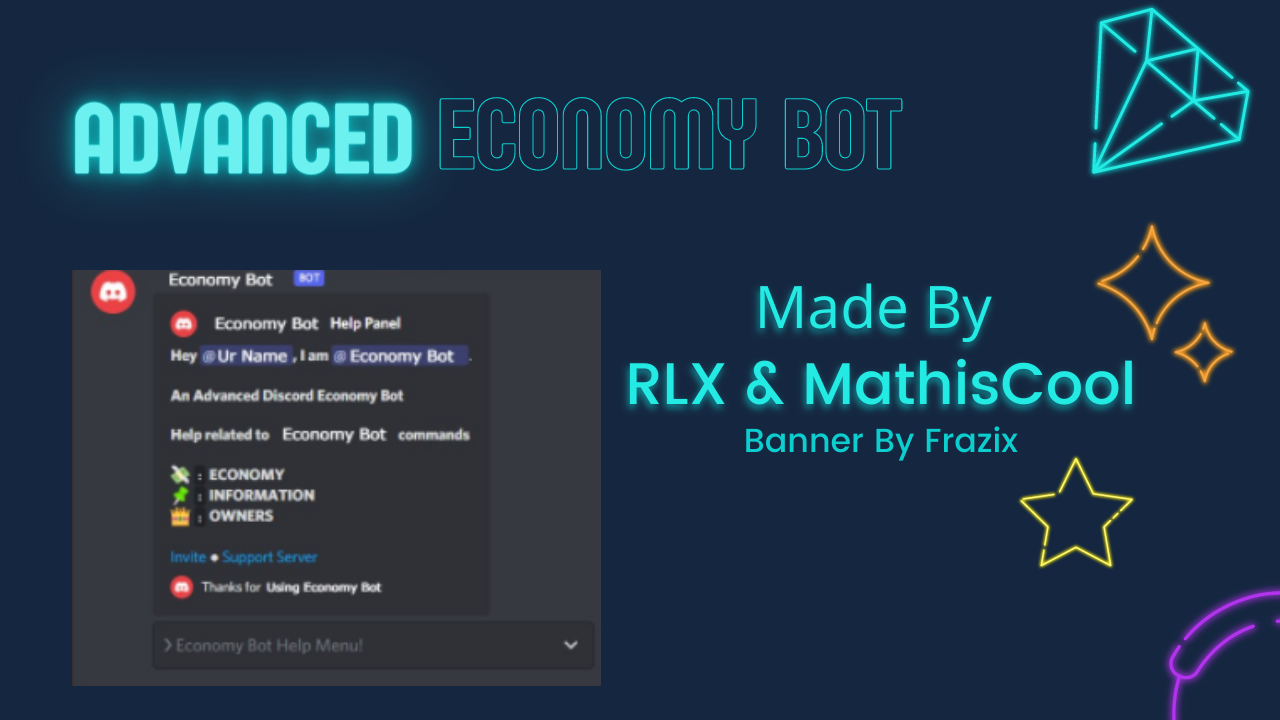 ADVANCED ECONOMY BOT
Economy Bot BOT
Economy Bot Help Panel
Hey @Ur Name , I am @ Economy Bot .
An Advanced Discord Economy Bot
Help related to Economy Bot commands
: ECONOMY
: INFORMATION
: OWNERS
Invite ● Support Server
Thanks for Using Economy Bot
Economy Bot Help Menu!
Made By
RLX & MathisCool
Banner By Frazix